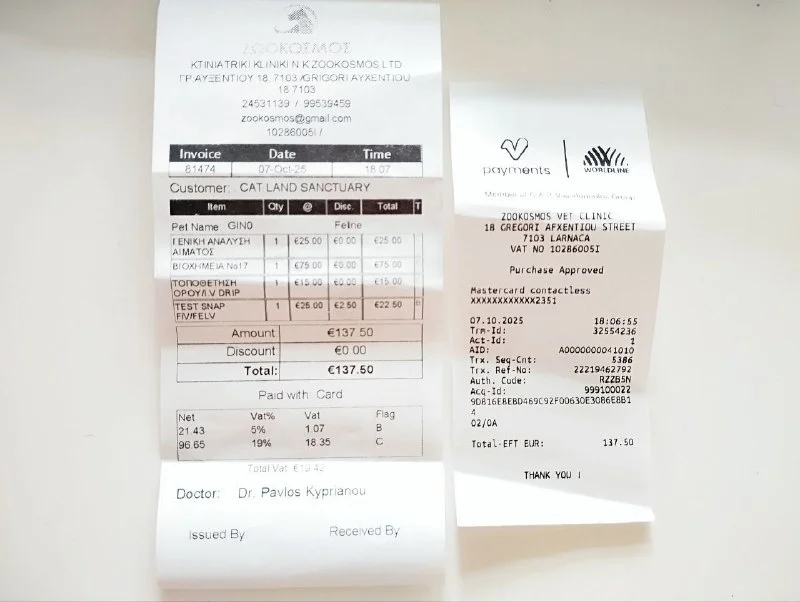 ΖΟΟΚΟΣΜΟΣ
KTINIATRIKI KLINIKI N.K ZOOKOSMOS LTD
ΓΡ.ΑΥΞΕΝΤΙΟΥ 18, 7103 /GRIGORI AYXENTIOU
18 7103
24531139 / 99539459
zookosmos@gmail.com
10286005I /
Invoice Date Time
81474 07-Oct-25 18:07
Customer: CAT LAND SANCTUARY
Item Qty @ Disc. Total T
Pet Name GINO Feline
ΓΕΝΙΚΗ ΑΝΑΛΥΣΗ 1 €25.00 €0.00 €25.00
ΑΙΜΑΤΟΣ
ΒΙΟΧΗΜΕΙΑ Νο17 1 €75.00 €0.00 €75.00
ΤΟΠΟΘΕΤΗΣΗ 1 €15.00 €0.00 €15.00
ΟΡΟΥ/I.V DRIP
TEST SNAP 1 €25.00 €2.50 €22.50
FIV/FELV
Amount €137.50
Discount €0.00
Total: €137.50
Paid with: Card
Net Vat% Vat Flag
21.43 5% 1.07 B
96.65 19% 18.35 C
Total Vat €19.42
Doctor: Dr. Pavlos Kyprianou
Issued By Received By
payments WORLDLINE
Member of
ZOOKOSMOS VET CLINIC
18 GREGORI AFXENTIOU STREET
7103 LARNACA
VAT NO 10286005I
Purchase Approved
Mastercard contactless
XXXXXXXXXXXX2351
07.10.2025 18:06:55
Trm-Id: 32554236
Act-Id: 1
AID: A0000000041010
Trx. Seq-Cnt: 5386
Trx. Ref-No: 22219462792
Auth. Code: RZZB5N
Acq-Id: 999100022
9D816E8EBD469C92F00630E3086E8B1
4
02/0A
Total-EFT EUR: 137.50
THANK YOU !